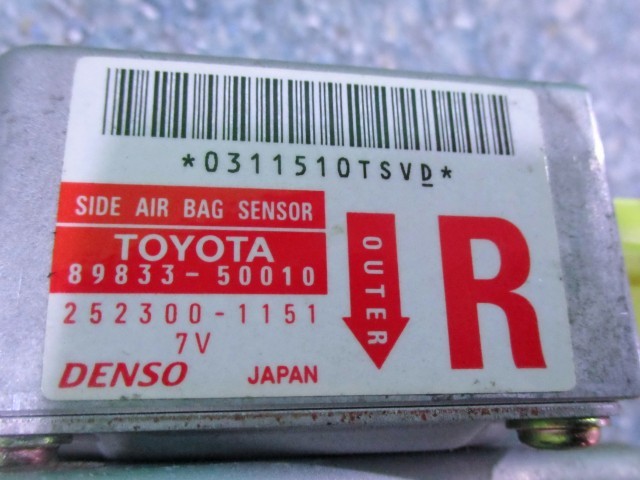 *0311510TSVD*
SIDE AIR BAG SENSOR
TOYOTA
89833-50010
252300-1151
7V
DENSO JAPAN
OUTER
R